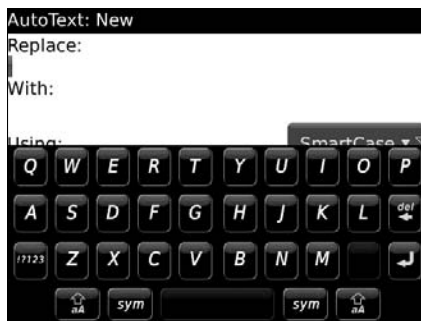 AutoText: New
Replace:
With:
Using: SmartCase
Q W E R T Y U I O P
A S D F G H J K L del
!?123 Z X C V B N M
aA sym sym aA